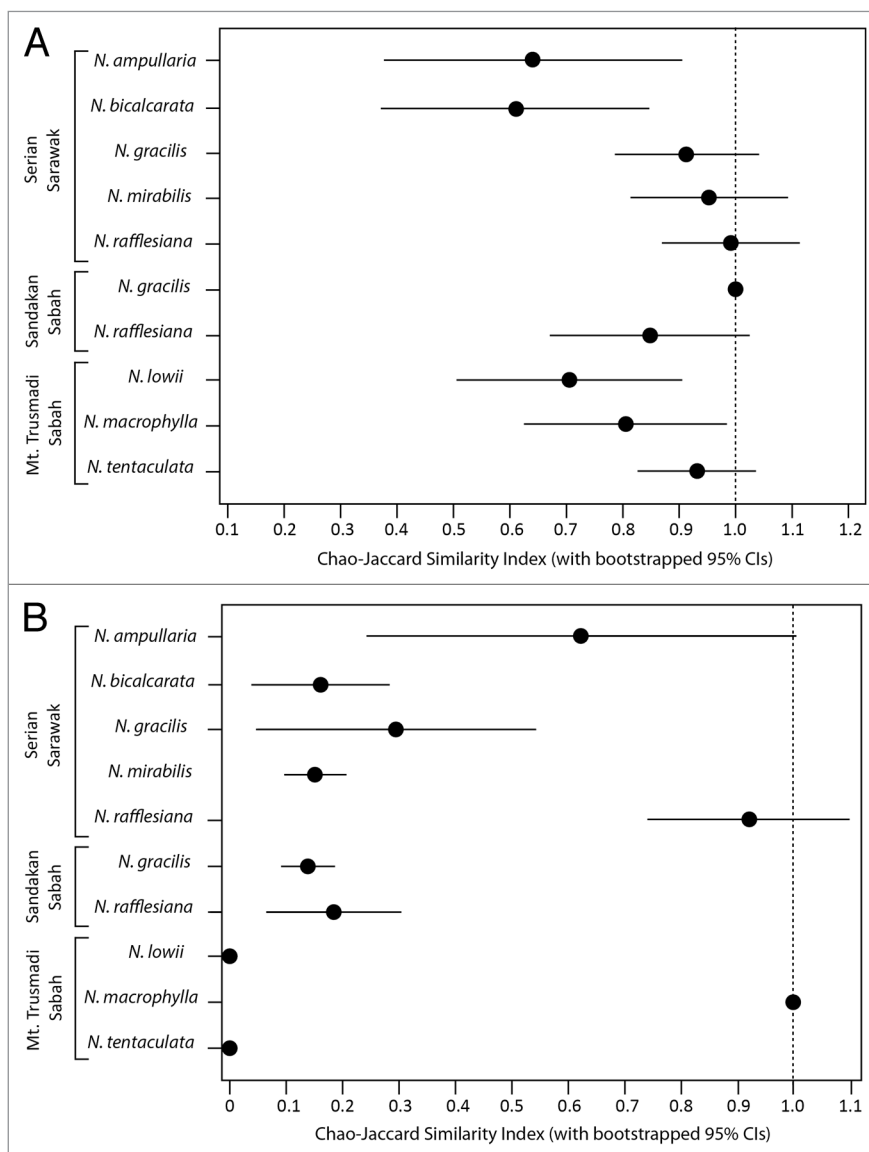 A
Serian
Sarawak
N. ampullaria
N. bicalcarata
N. gracilis
N. mirabilis
N. rafflesiana
Sandakan
Sabah
N. gracilis
N. rafflesiana
Mt. Trusmadi
Sabah
N. lowii
N. macrophylla
N. tentaculata
0.1 0.2 0.3 0.4 0.5 0.6 0.7 0.8 0.9 1.0 1.1 1.2
Chao-Jaccard Similarity Index (with bootstrapped 95% CIs)
B
Serian
Sarawak
N. ampullaria
N. bicalcarata
N. gracilis
N. mirabilis
N. rafflesiana
Sandakan
Sabah
N. gracilis
N. rafflesiana
Mt. Trusmadi
Sabah
N. lowii
N. macrophylla
N. tentaculata
0 0.1 0.2 0.3 0.4 0.5 0.6 0.7 0.8 0.9 1.0 1.1
Chao-Jaccard Similarity Index (with bootstrapped 95% CIs)